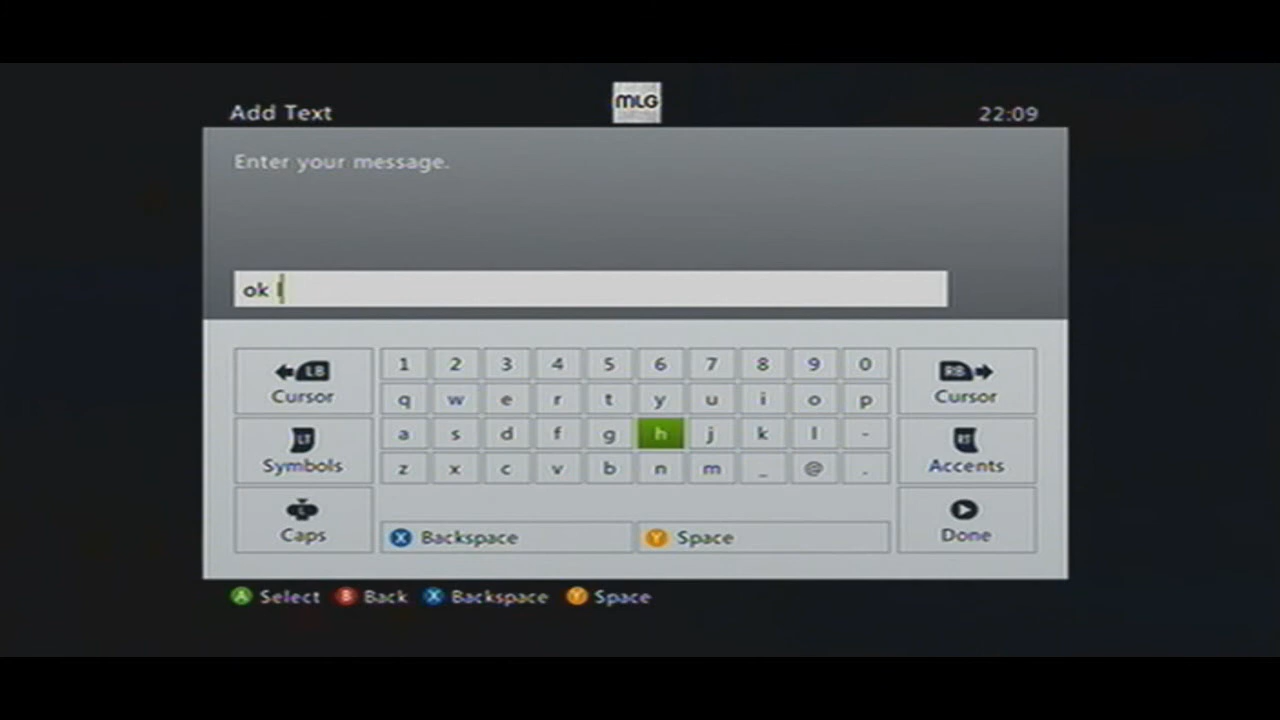 MLG
Add Text
22:09
Enter your message.
ok l
LB
Cursor
LT
Symbols
L
Caps
1 2 3 4 5 6 7 8 9 0
q w e r t y u i o p
a s d f g h j k l -
z x c v b n m _ @ .
X Backspace
Y Space
RB
Cursor
RT
Accents
Done
A Select B Back X Backspace Y Space